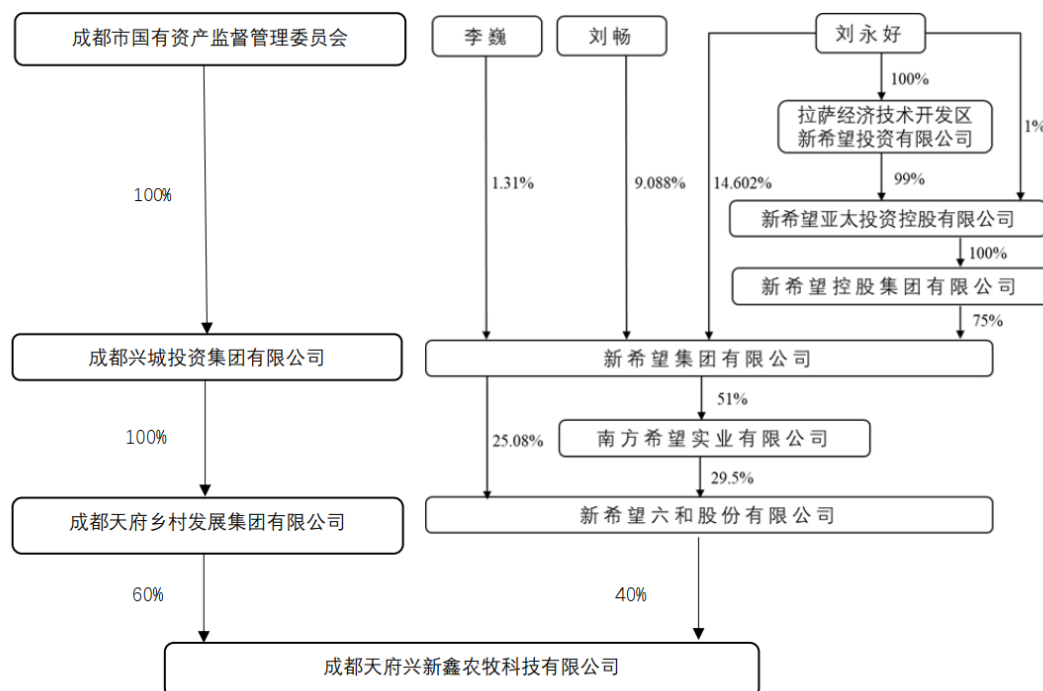 成都市国有资产监督管理委员会
李 巍
刘 畅
刘 永 好
100%
拉萨经济技术开发区
新希望投资有限公司
1%
100%
1.31%
9.088%
14.602%
99%
新希望亚太投资控股有限公司
100%
新 希 望 控 股 集 团 有 限 公 司
75%
成都兴城投资集团有限公司
新 希 望 集 团 有 限 公 司
51%
100%
25.08%
南 方 希 望 实 业 有 限 公 司
29.5%
成都天府乡村发展集团有限公司
新 希 望 六 和 股 份 有 限 公 司
60%
40%
成都天府兴新鑫农牧科技有限公司